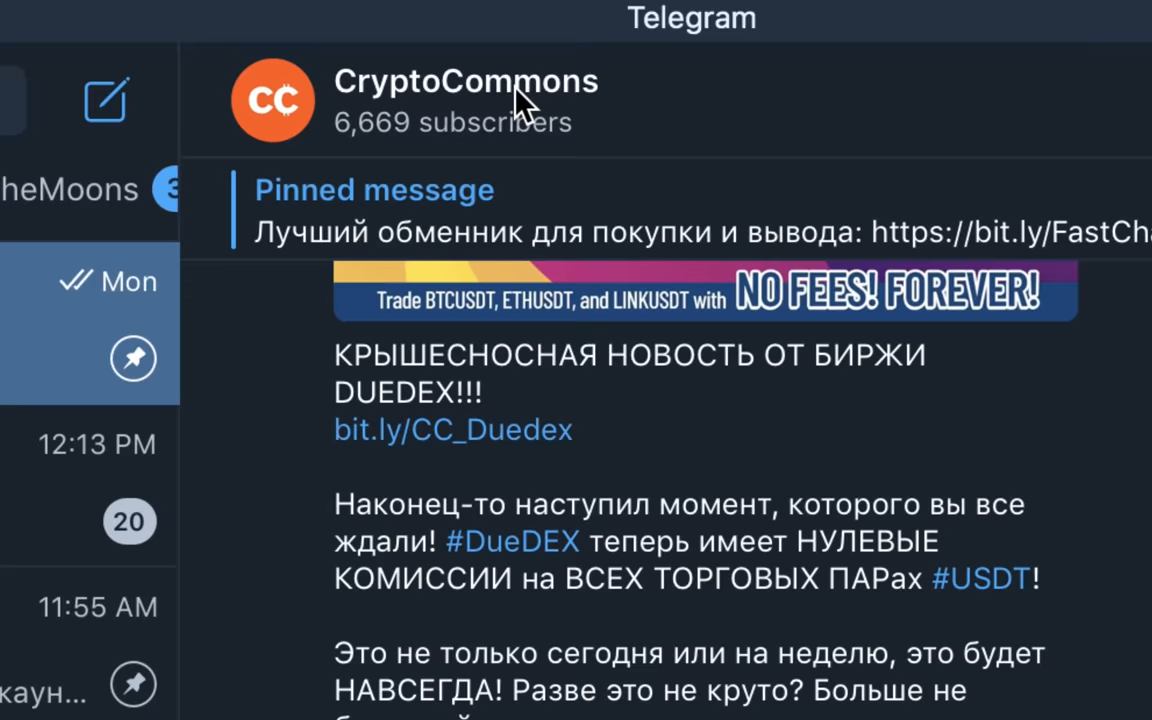 Telegram
CC
CryptoCommons
6,669 subscribers
heMoons
Pinned message
Лучший обменник для покупки и вывода: https://bit.ly/FastCh
Mon
Trade BTCUSDT, ETHUSDT, and LINKUSDT with NO FEES! FOREVER!
КРЫШЕСНОСНАЯ НОВОСТЬ ОТ БИРЖИ
DUEDEX!!!
bit.ly/CC_Duedex
12:13 PM
20
Наконец-то наступил момент, которого вы все
ждали! #DueDEX теперь имеет НУЛЕВЫЕ
КОМИССИИ на ВСЕХ ТОРГОВЫХ ПАРах #USDT!
11:55 AM
каун...
Это не только сегодня или на неделю, это будет
НАВСЕГДА! Разве это не круто? Больше не